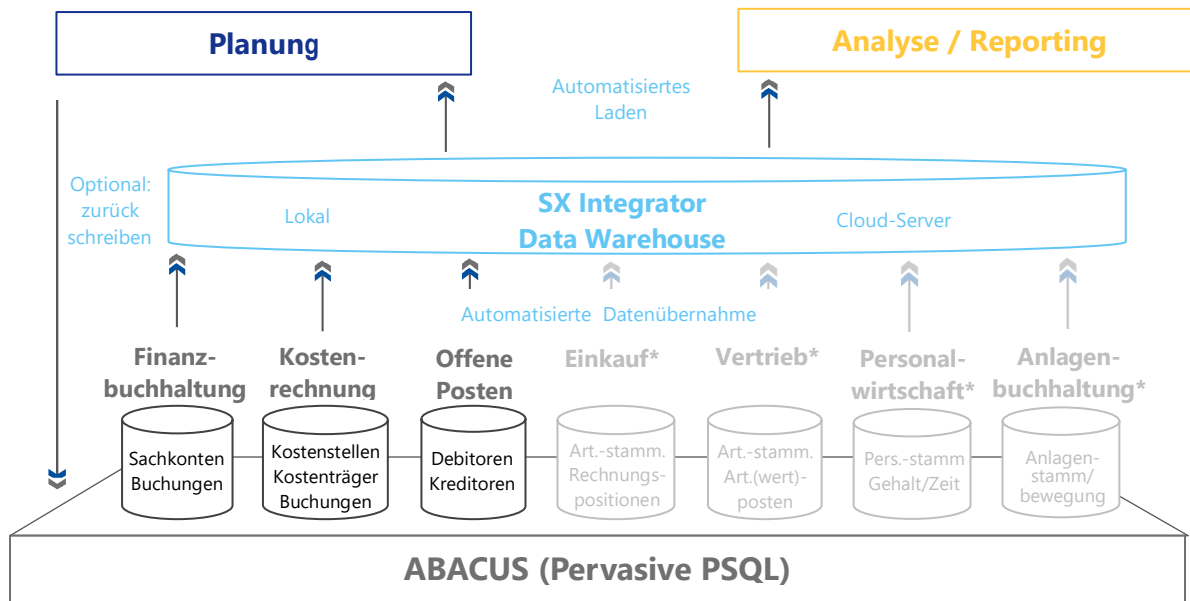 Planung
Analyse / Reporting
Automatisiertes
Laden
Optional:
zurück
schreiben
Lokal
SX Integrator
Data Warehouse
Cloud-Server
Automatisierte Datenübernahme
Finanz-
buchhaltung
Kosten-
rechnung
Offene
Posten
Einkauf*
Vertrieb*
Personal-
wirtschaft*
Anlagen-
buchhaltung*
Sachkonten
Buchungen
Kostenstellen
Kostenträger
Buchungen
Debitoren
Kreditoren
Art.-stamm.
Rechnungs-
positionen
Art.-stamm.
Art.(wert)-
posten
Pers.-stamm
Gehalt/Zeit
Anlagen-
stamm/
bewegung
ABACUS (Pervasive PSQL)